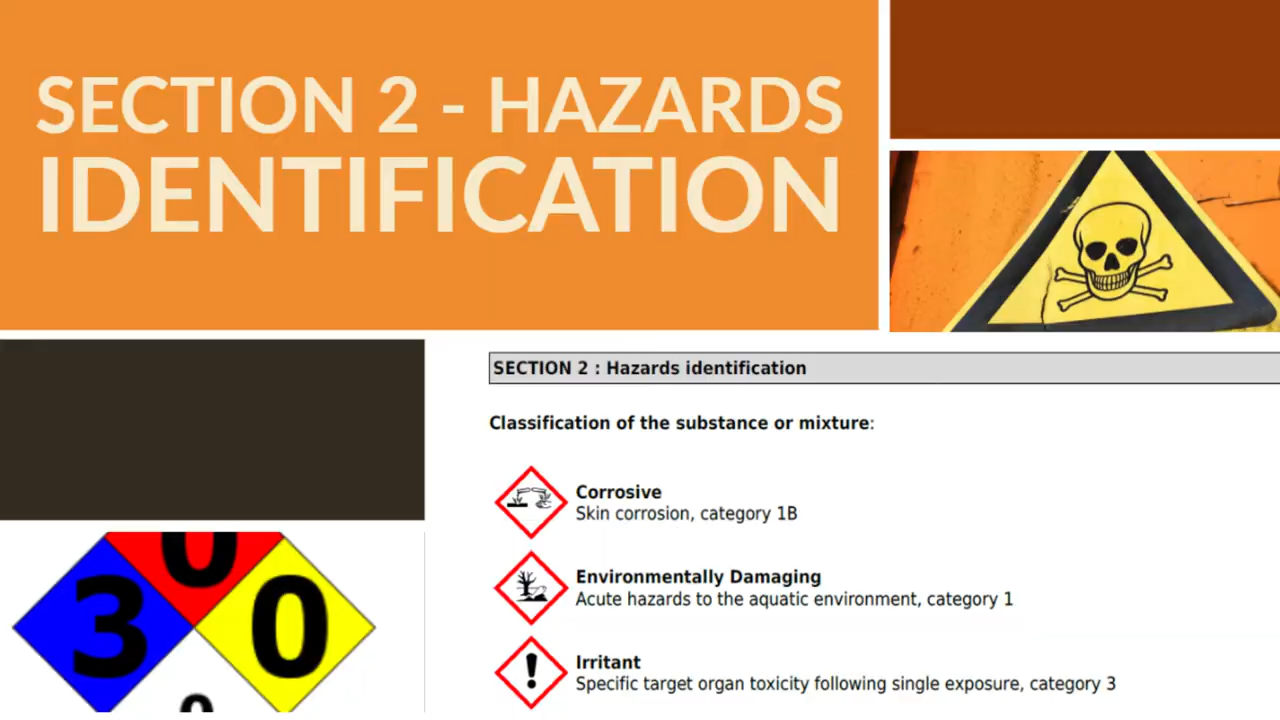 SECTION 2 - HAZARDS
IDENTIFICATION
SECTION 2 : Hazards identification
Classification of the substance or mixture:
Corrosive
Skin corrosion, category 1B
Environmentally Damaging
Acute hazards to the aquatic environment, category 1
Irritant
Specific target organ toxicity following single exposure, category 3
0
3 0
0